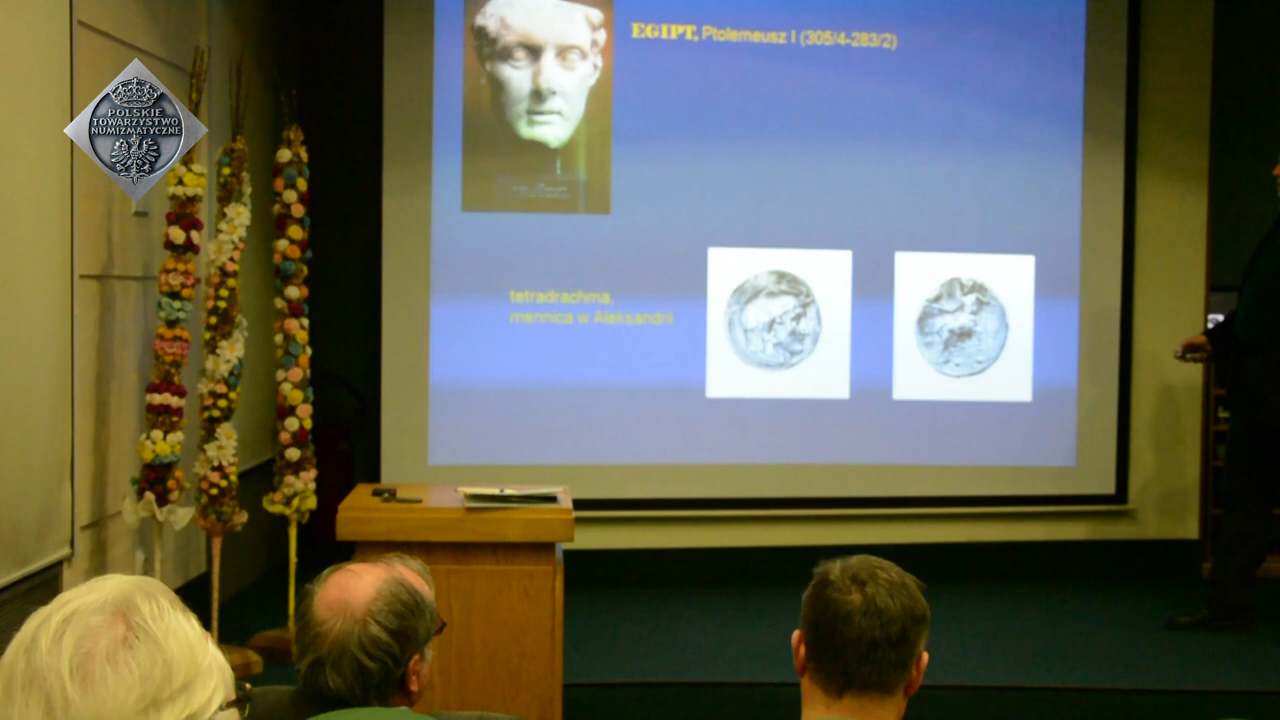 POLSKIE
TOWARZYSTWO
NUMIZMATYCZNE
EGIPT, Ptolemeusz I (305/4-283/2)
tetradrachma,
mennica w Aleksandrii